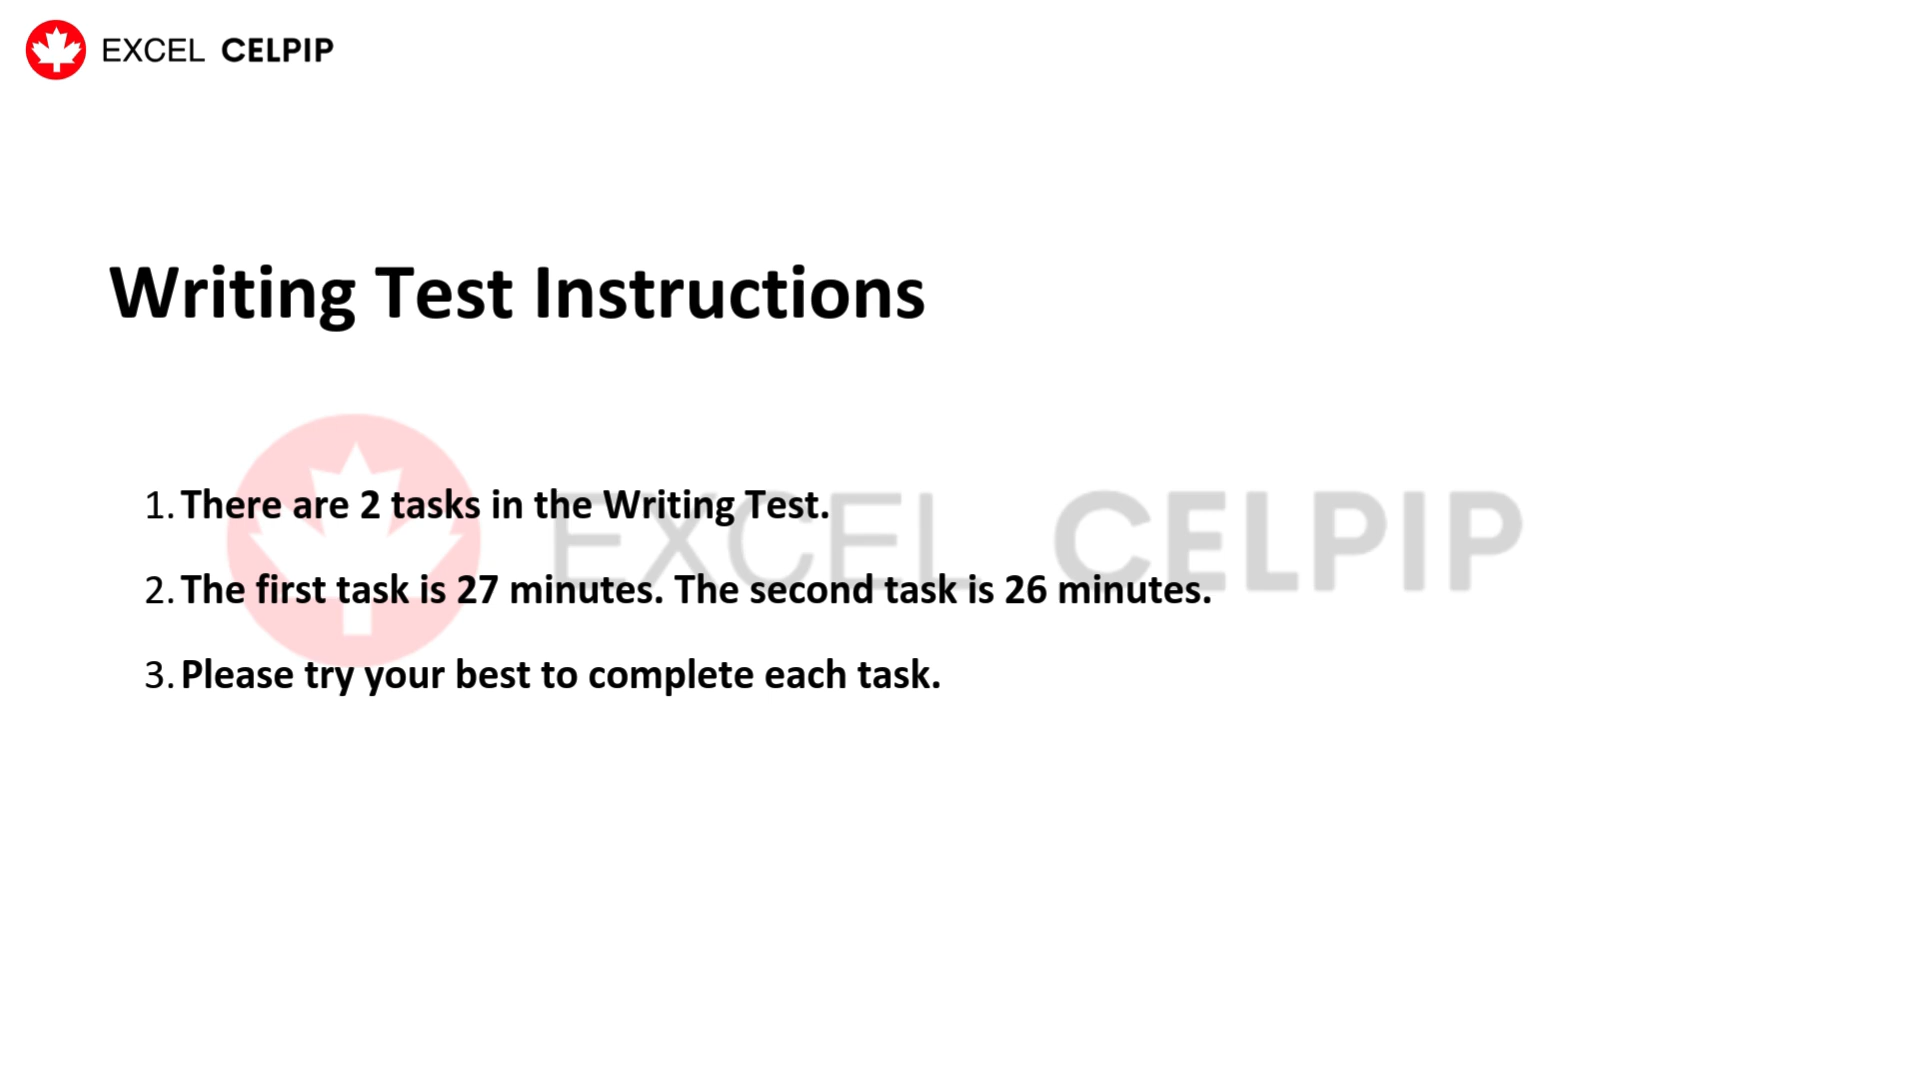 EXCEL CELPIP
Writing Test Instructions
1. There are 2 tasks in the Writing Test.
EXCEL CELPIP
2. The first task is 27 minutes. The second task is 26 minutes.
3. Please try your best to complete each task.